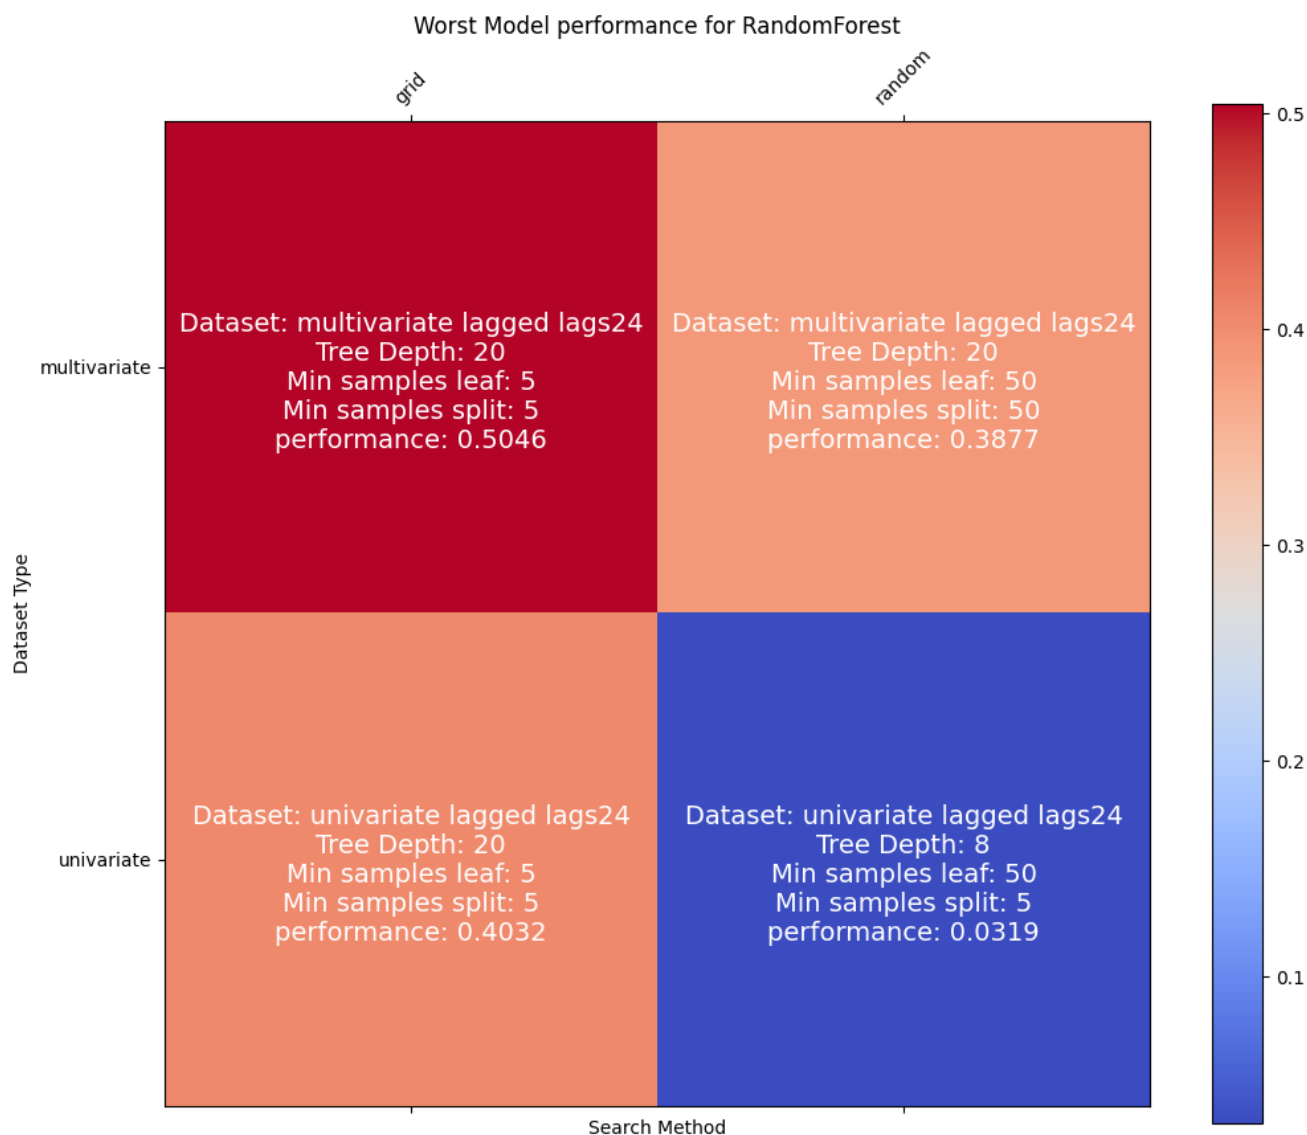 Worst Model performance for RandomForest
grid
random
0.5
0.4
0.3
0.2
0.1
Dataset Type
multivariate
Dataset: multivariate lagged lags24
Tree Depth: 20
Min samples leaf: 5
Min samples split: 5
performance: 0.5046
Dataset: multivariate lagged lags24
Tree Depth: 20
Min samples leaf: 50
Min samples split: 50
performance: 0.3877
univariate
Dataset: univariate lagged lags24
Tree Depth: 20
Min samples leaf: 5
Min samples split: 5
performance: 0.4032
Dataset: univariate lagged lags24
Tree Depth: 8
Min samples leaf: 50
Min samples split: 5
performance: 0.0319
Search Method